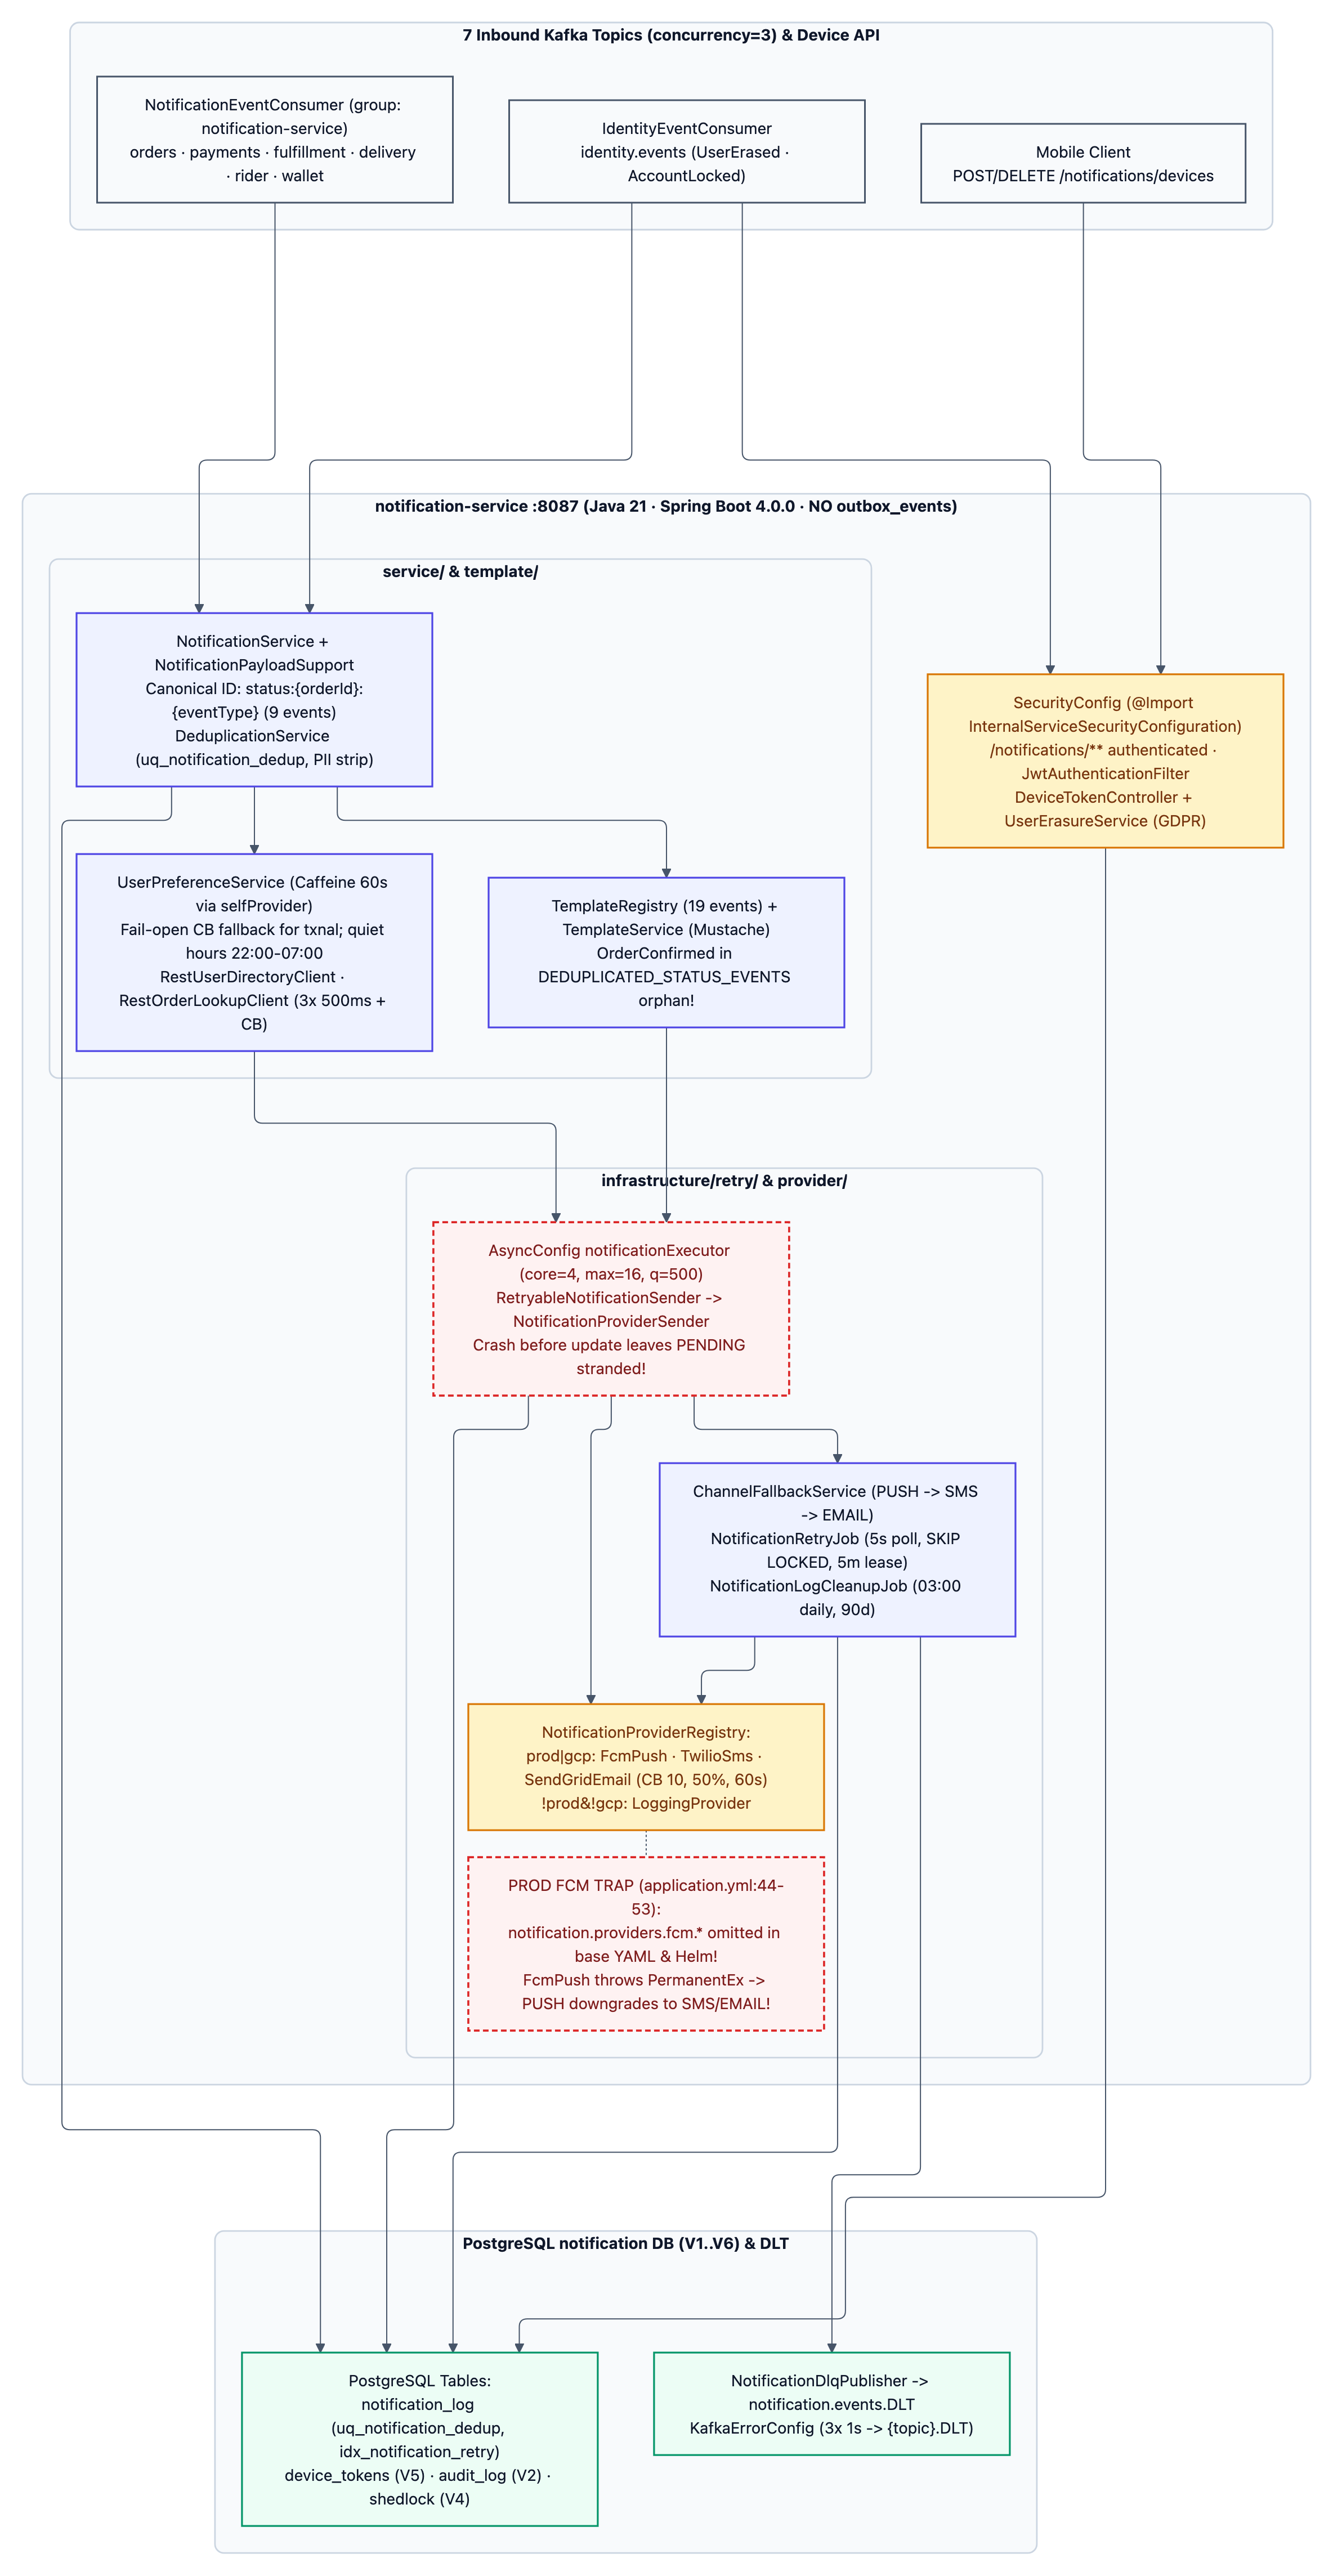 7 Inbound Kafka Topics (concurrency=3) & Device API
NotificationEventConsumer (group:
notification-service)
orders · payments · fulfillment · delivery
· rider · wallet
IdentityEventConsumer
identity.events (UserErased ·
AccountLocked)
Mobile Client
POST/DELETE /notifications/devices
notification-service :8087 (Java 21 · Spring Boot 4.0.0 · NO outbox_events)
service/ & template/
NotificationService +
NotificationPayloadSupport
Canonical ID: status:{orderId}:
{eventType} (9 events)
DeduplicationService
(uq_notification_dedup, PII strip)
SecurityConfig (@Import
InternalServiceSecurityConfiguration)
/notifications/** authenticated ·
JwtAuthenticationFilter
DeviceTokenController +
UserErasureService (GDPR)
UserPreferenceService (Caffeine 60s
via selfProvider)
Fail-open CB fallback for txnal; quiet
hours 22:00-07:00
RestUserDirectoryClient ·
RestOrderLookupClient (3x 500ms +
CB)
TemplateRegistry (19 events) +
TemplateService (Mustache)
OrderConfirmed in
DEDUPLICATED_STATUS_EVENTS
orphan!
infrastructure/retry/ & provider/
AsyncConfig notificationExecutor
(core=4, max=16, q=500)
RetryableNotificationSender ->
NotificationProviderSender
Crash before update leaves PENDING
stranded!
ChannelFallbackService (PUSH -> SMS
-> EMAIL)
NotificationRetryJob (5s poll, SKIP
LOCKED, 5m lease)
NotificationLogCleanupJob (03:00
daily, 90d)
NotificationProviderRegistry:
prod|gcp: FcmPush · TwilioSms ·
SendGridEmail (CB 10, 50%, 60s)
!prod&!gcp: LoggingProvider
PROD FCM TRAP (application.yml:44-
53):
notification.providers.fcm.* omitted in
base YAML & Helm!
FcmPush throws PermanentEx ->
PUSH downgrades to SMS/EMAIL!
PostgreSQL notification DB (V1..V6) & DLT
PostgreSQL Tables:
notification_log
(uq_notification_dedup,
idx_notification_retry)
device_tokens (V5) · audit_log (V2) ·
shedlock (V4)
NotificationDlqPublisher ->
notification.events.DLT
KafkaErrorConfig (3x 1s -> {topic}.DLT)